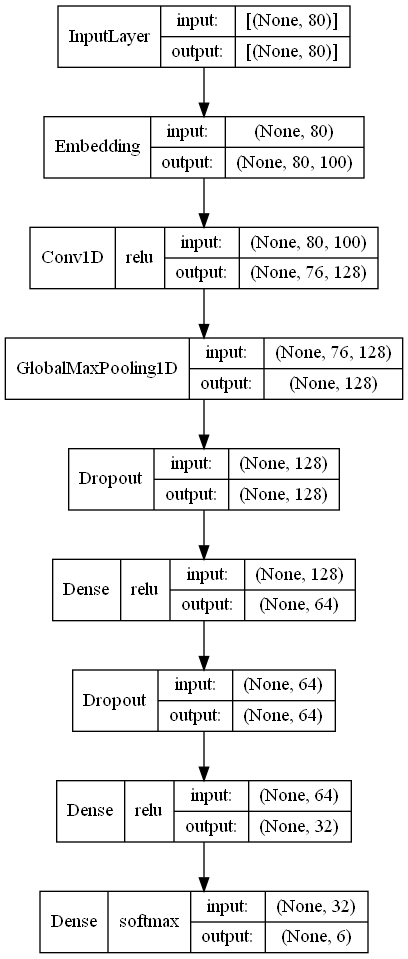 InputLayer input: [(None, 80)]
output: [(None, 80)]
Embedding input: (None, 80)
output: (None, 80, 100)
Conv1D relu input: (None, 80, 100)
output: (None, 76, 128)
GlobalMaxPooling1D input: (None, 76, 128)
output: (None, 128)
Dropout input: (None, 128)
output: (None, 128)
Dense relu input: (None, 128)
output: (None, 64)
Dropout input: (None, 64)
output: (None, 64)
Dense relu input: (None, 64)
output: (None, 32)
Dense softmax input: (None, 32)
output: (None, 6)